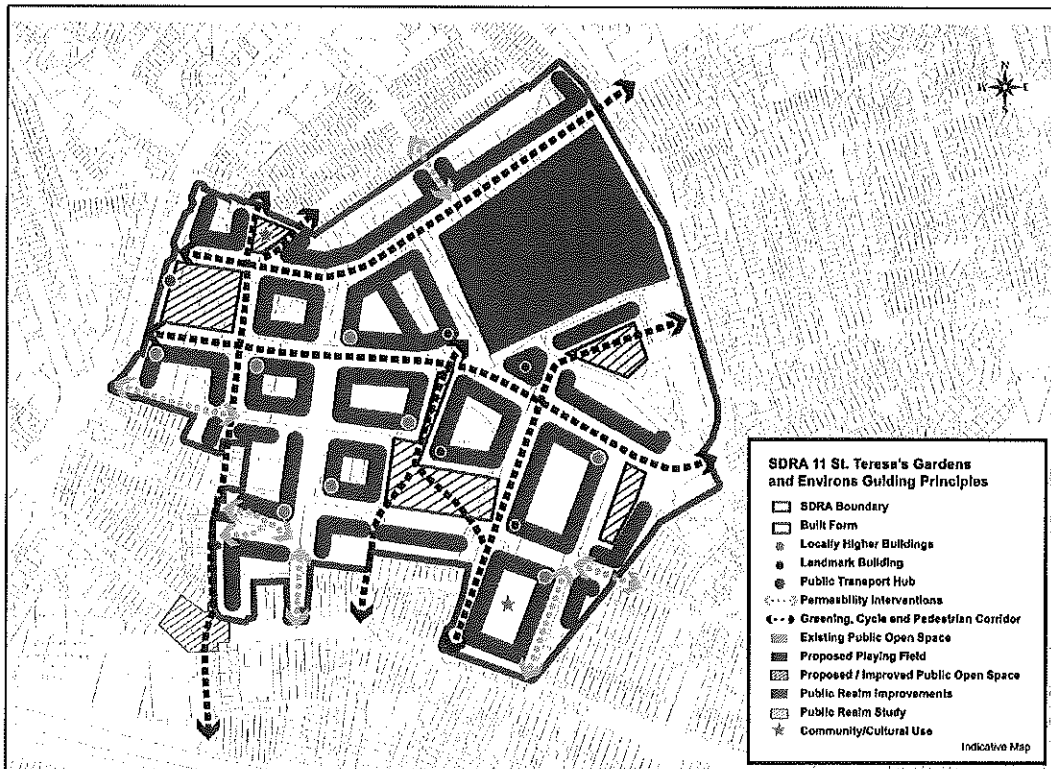 N
W
E
S
SDRA 11 St. Teresa's Gardens
and Environs Guiding Principles
SDRA Boundary
Built Form
Locally Higher Buildings
Landmark Building
Public Transport Hub
Permeability Interventions
Greening, Cycle and Pedestrian Corridor
Existing Public Open Space
Proposed Playing Field
Proposed / Improved Public Open Space
Public Realm Improvements
Public Realm Study
Community/Cultural Use
Indicative Map